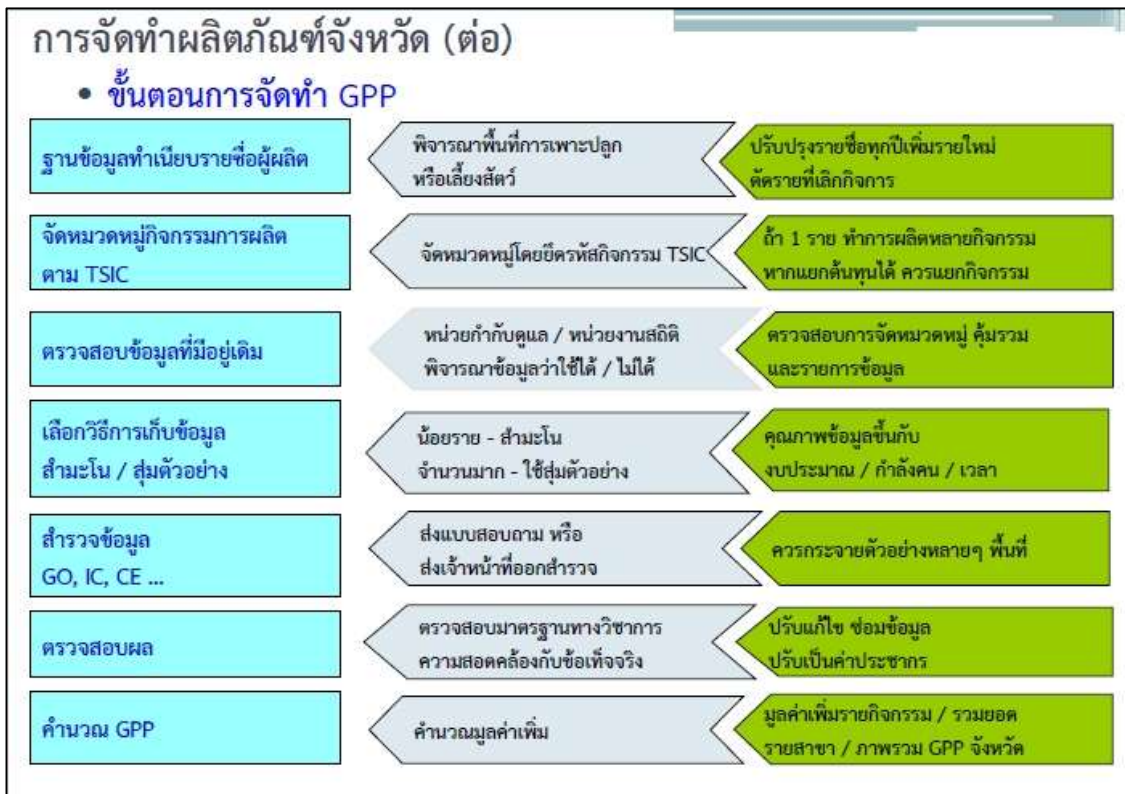 การจัดทำผลิตภัณฑ์จังหวัด (ต่อ)
• ขั้นตอนการจัดทำ GPP
ฐานข้อมูลทำเนียบรายชื่อผู้ผลิต
พิจารณาพื้นที่การเพาะปลูก
หรือเลี้ยงสัตว์
ปรับปรุงรายชื่อทุกปีเพิ่มรายใหม่
ตัดรายที่เลิกกิจการ
จัดหมวดหมู่กิจกรรมการผลิต
ตาม TSIC
จัดหมวดหมู่โดยยึดรหัสกิจกรรม TSIC
ถ้า 1 ราย ทำการผลิตหลายกิจกรรม
หากแยกต้นทุนได้ ควรแยกกิจกรรม
ตรวจสอบข้อมูลที่มีอยู่เดิม
หน่วยกำกับดูแล / หน่วยงานสถิติ
พิจารณาข้อมูลว่าใช้ได้ / ไม่ได้
ตรวจสอบการจัดหมวดหมู่ คุ้มรวม
และรายการข้อมูล
เลือกวิธีการเก็บข้อมูล
สำมะโน / สุ่มตัวอย่าง
น้อยราย - สำมะโน
จำนวนมาก - ใช้สุ่มตัวอย่าง
คุณภาพข้อมูลขึ้นกับ
งบประมาณ / กำลังคน / เวลา
สำรวจข้อมูล
GO, IC, CE ...
ส่งแบบสอบถาม หรือ
ส่งเจ้าหน้าที่ออกสำรวจ
ควรกระจายตัวอย่างหลายๆ พื้นที่
ตรวจสอบผล
ตรวจสอบมาตรฐานทางวิชาการ
ความสอดคล้องกับข้อเท็จจริง
ปรับแก้ไข ซ่อมข้อมูล
ปรับเป็นค่าประชากร
คำนวณ GPP
คำนวณมูลค่าเพิ่ม
มูลค่าเพิ่มรายกิจกรรม / รวมยอด
รายสาขา / ภาพรวม GPP จังหวัด